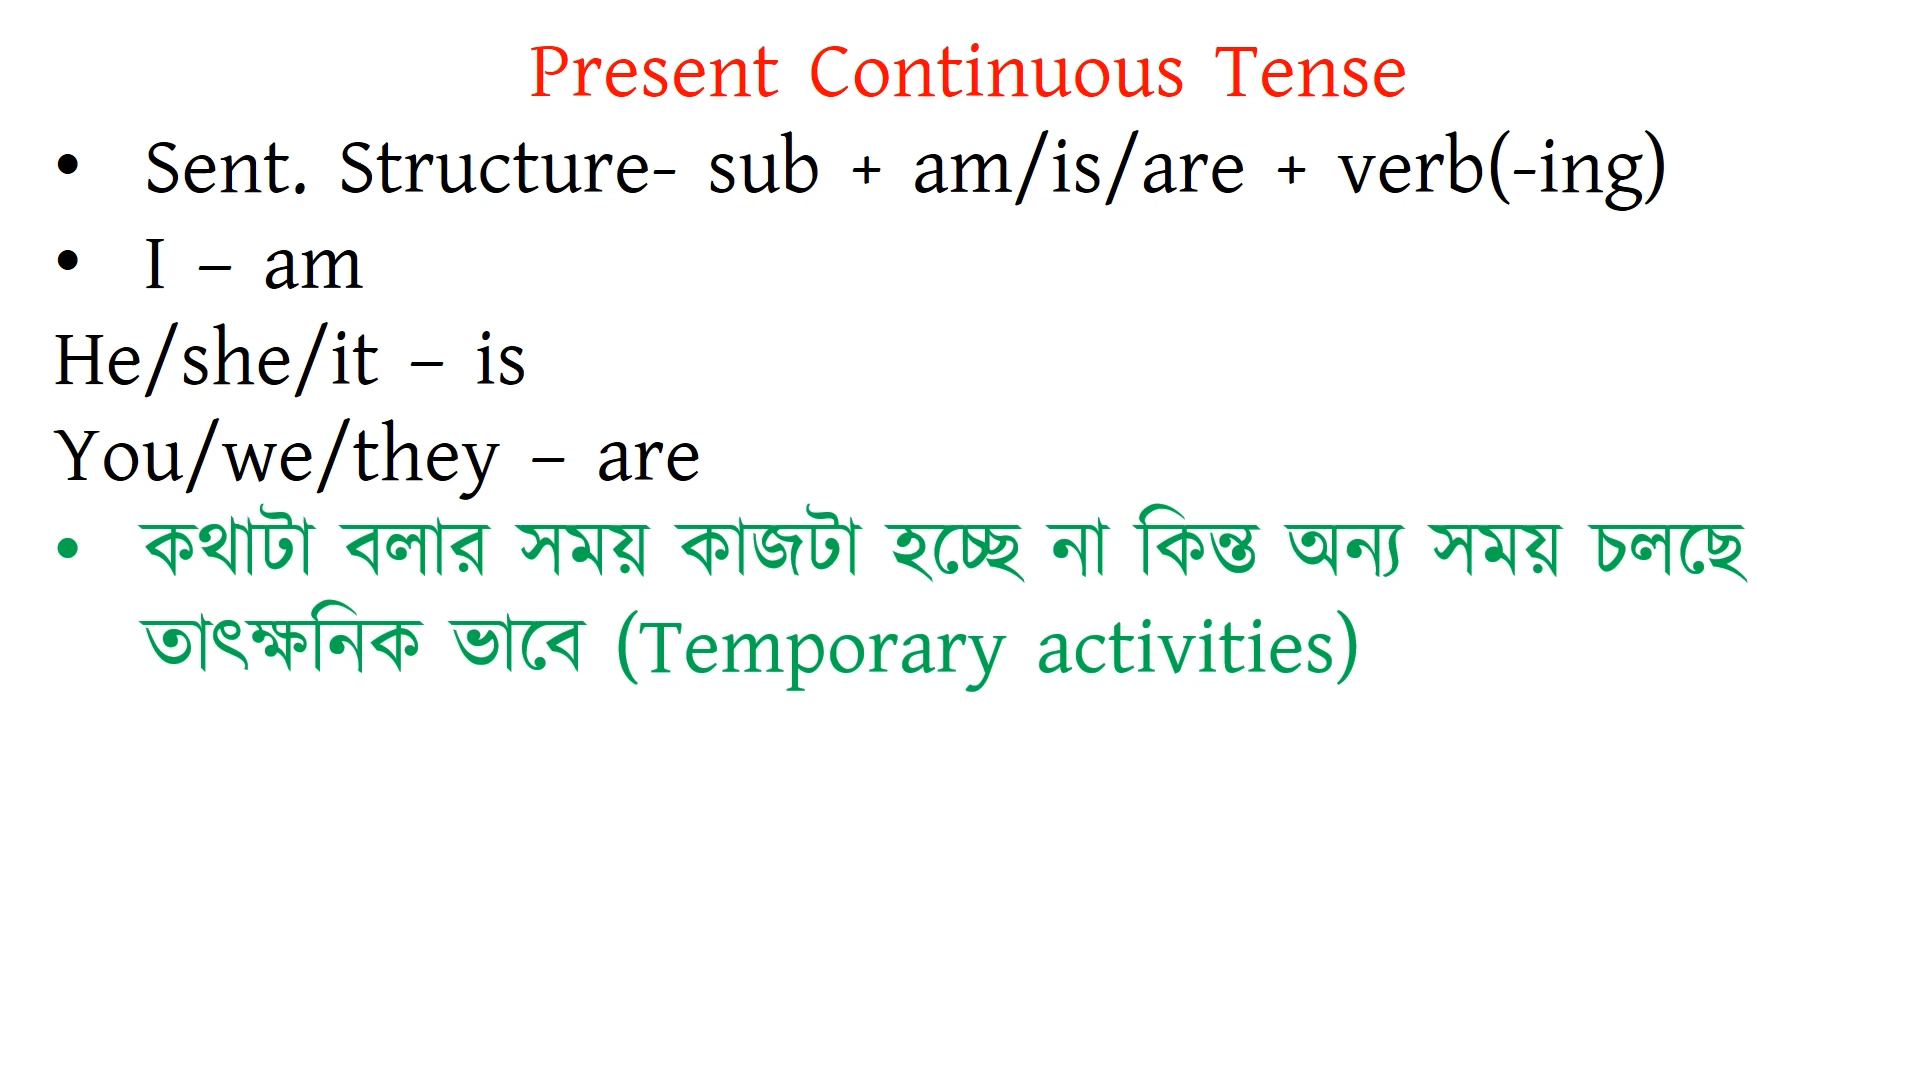 Present Continuous Tense
• Sent. Structure- sub + am/is/are + verb(-ing)
• I – am
He/she/it – is
You/we/they – are
• কথাটা বলার সময় কাজটা হচ্ছে না কিন্তু অন্য সময় চলছে
তাৎক্ষনিক ভাবে (Temporary activities)